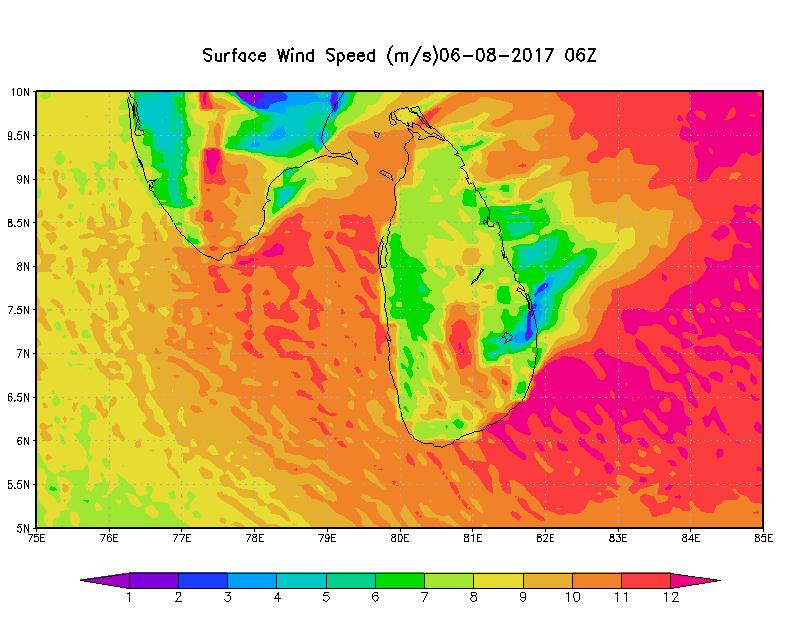 Surface Wind Speed (m/s)06-08-2017 06Z
10N
9.5N
9N
8.5N
8N
7.5N
7N
6.5N
6N
5.5N
5N
75E 76E 77E 78E 79E 80E 81E 82E 83E 84E 85E
1 2 3 4 5 6 7 8 9 10 11 12